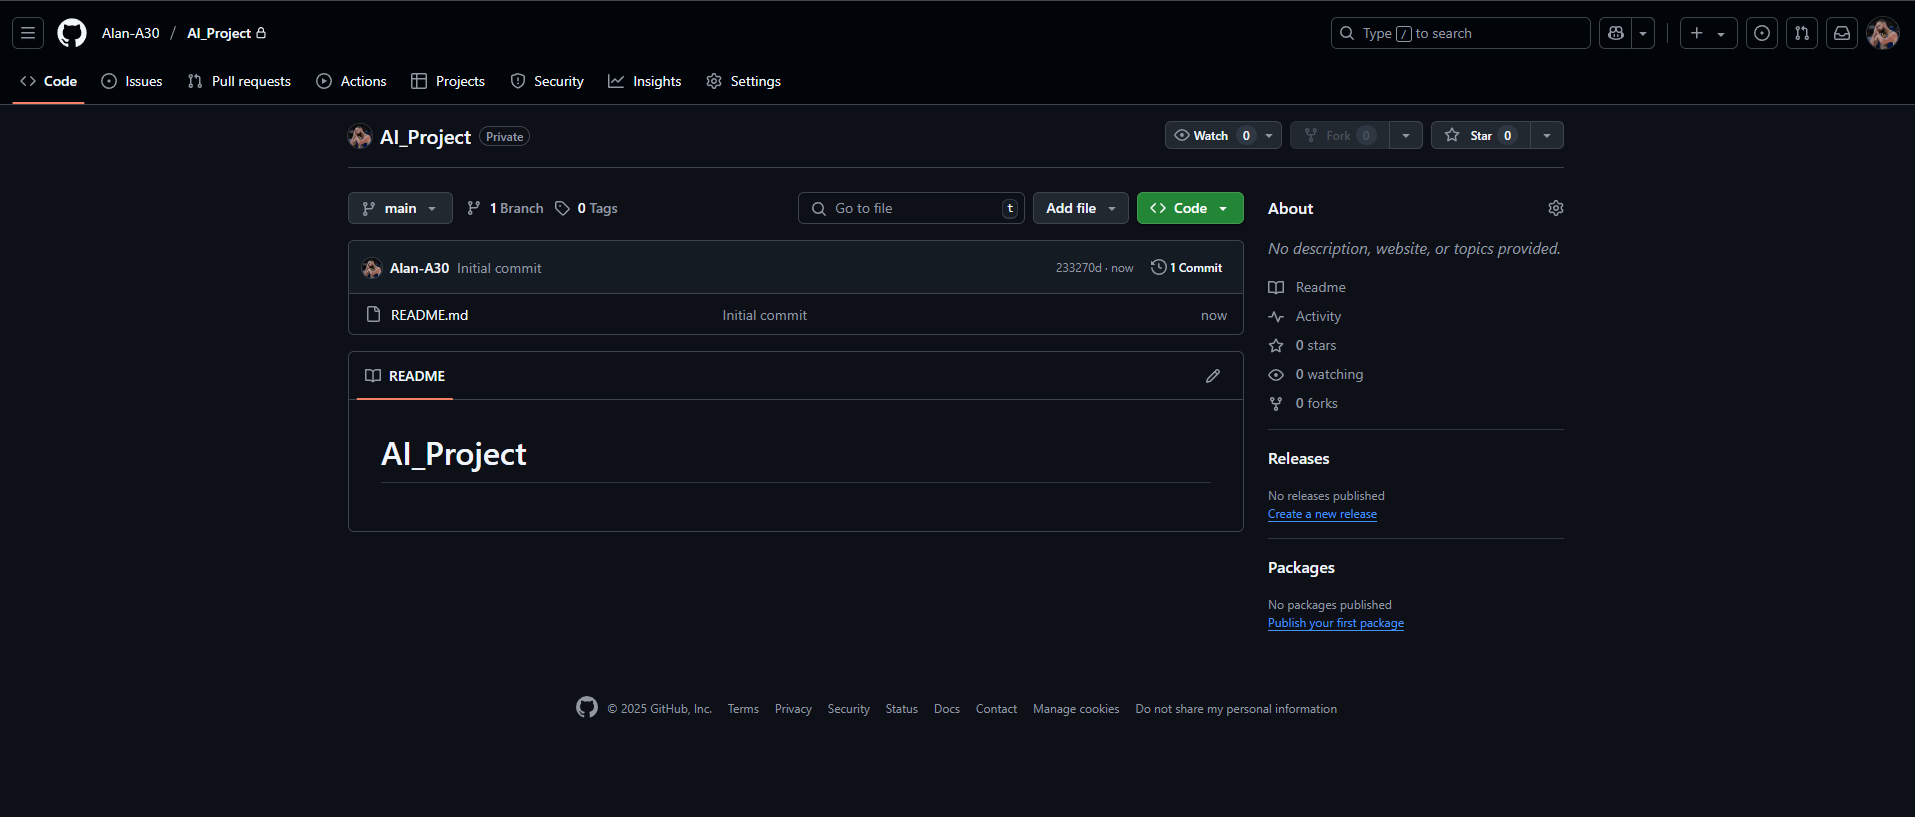 Alan-A30 / AI_Project
Type / to search
Code Issues Pull requests Actions Projects Security Insights Settings
AI_Project Private
Watch 0 Fork 0 Star 0
main 1 Branch 0 Tags Go to file t Add file Code
Alan-A30 Initial commit 233270d · now 1 Commit
README.md Initial commit now
README
AI_Project
About
No description, website, or topics provided.
Readme
Activity
0 stars
0 watching
0 forks
Releases
No releases published
Create a new release
Packages
No packages published
Publish your first package
© 2025 GitHub, Inc. Terms Privacy Security Status Docs Contact Manage cookies Do not share my personal information